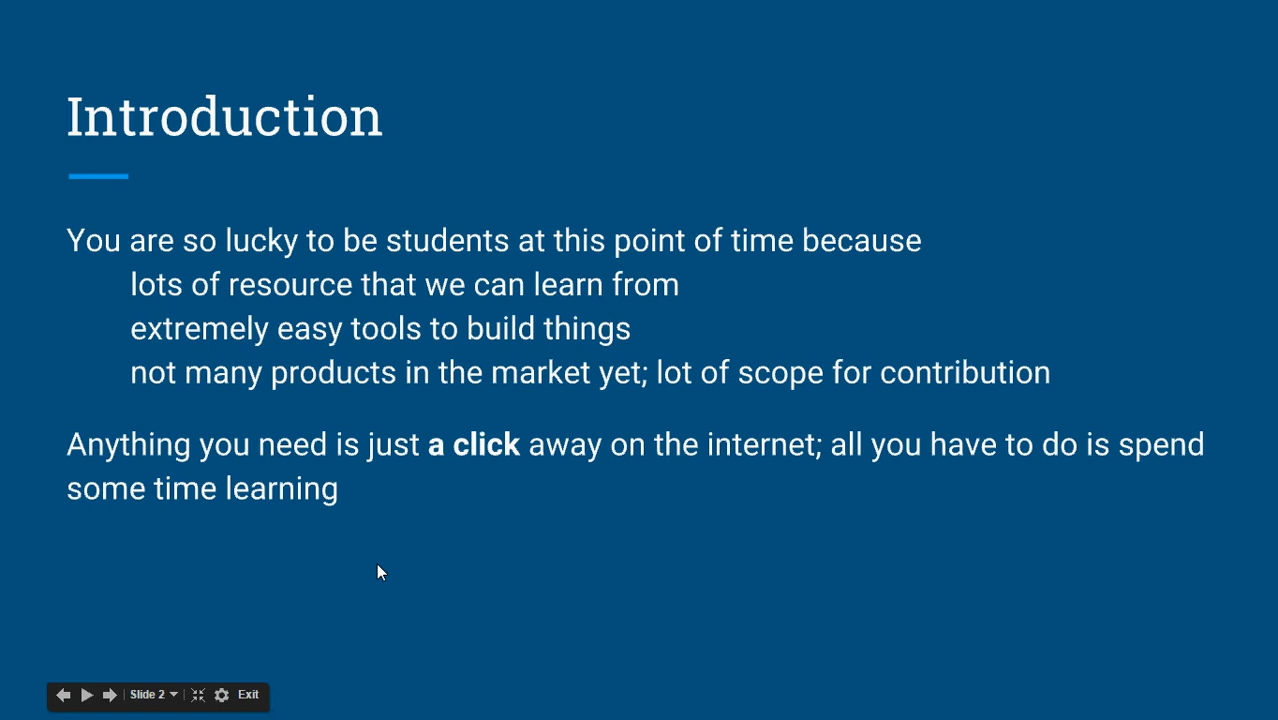 Introduction
You are so lucky to be students at this point of time because
lots of resource that we can learn from
extremely easy tools to build things
not many products in the market yet; lot of scope for contribution
Anything you need is just a click away on the internet; all you have to do is spend
some time learning
Slide 2
Exit